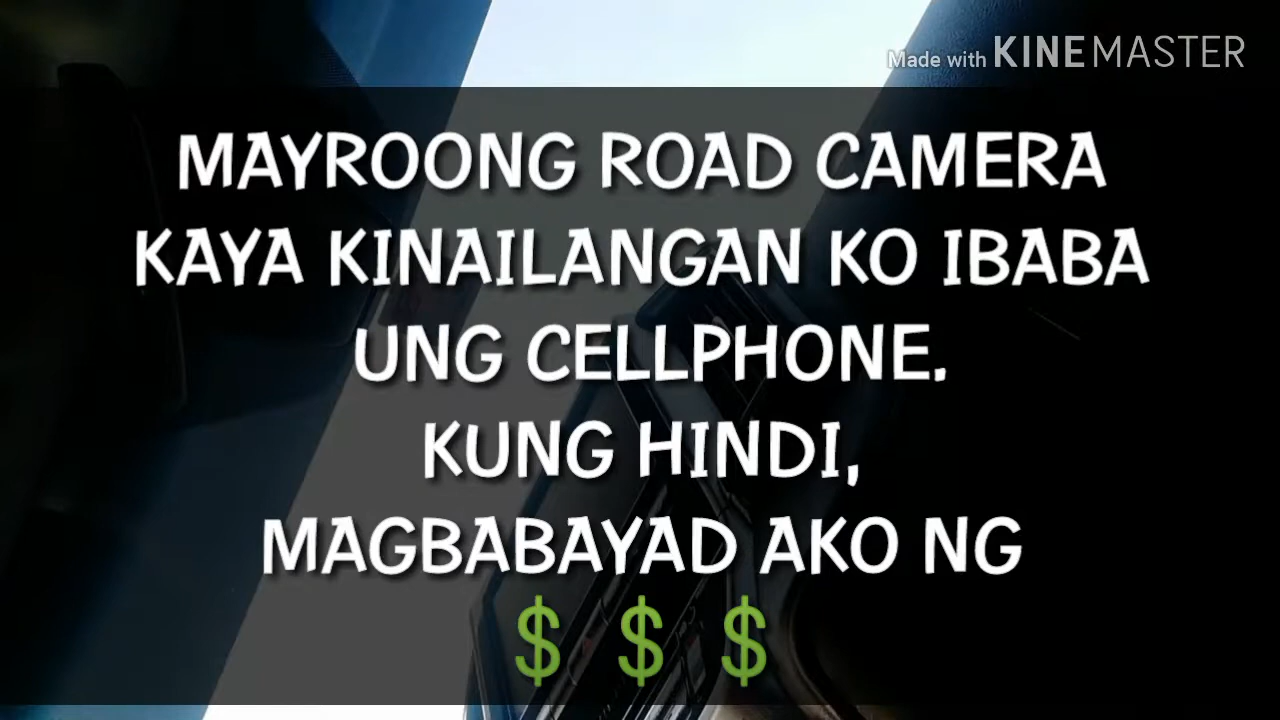 Made with KINEMASTER
MAYROONG ROAD CAMERA
KAYA KINAILANGAN KO IBABA
UNG CELLPHONE.
KUNG HINDI,
MAGBABAYAD AKO NG
$ $ $